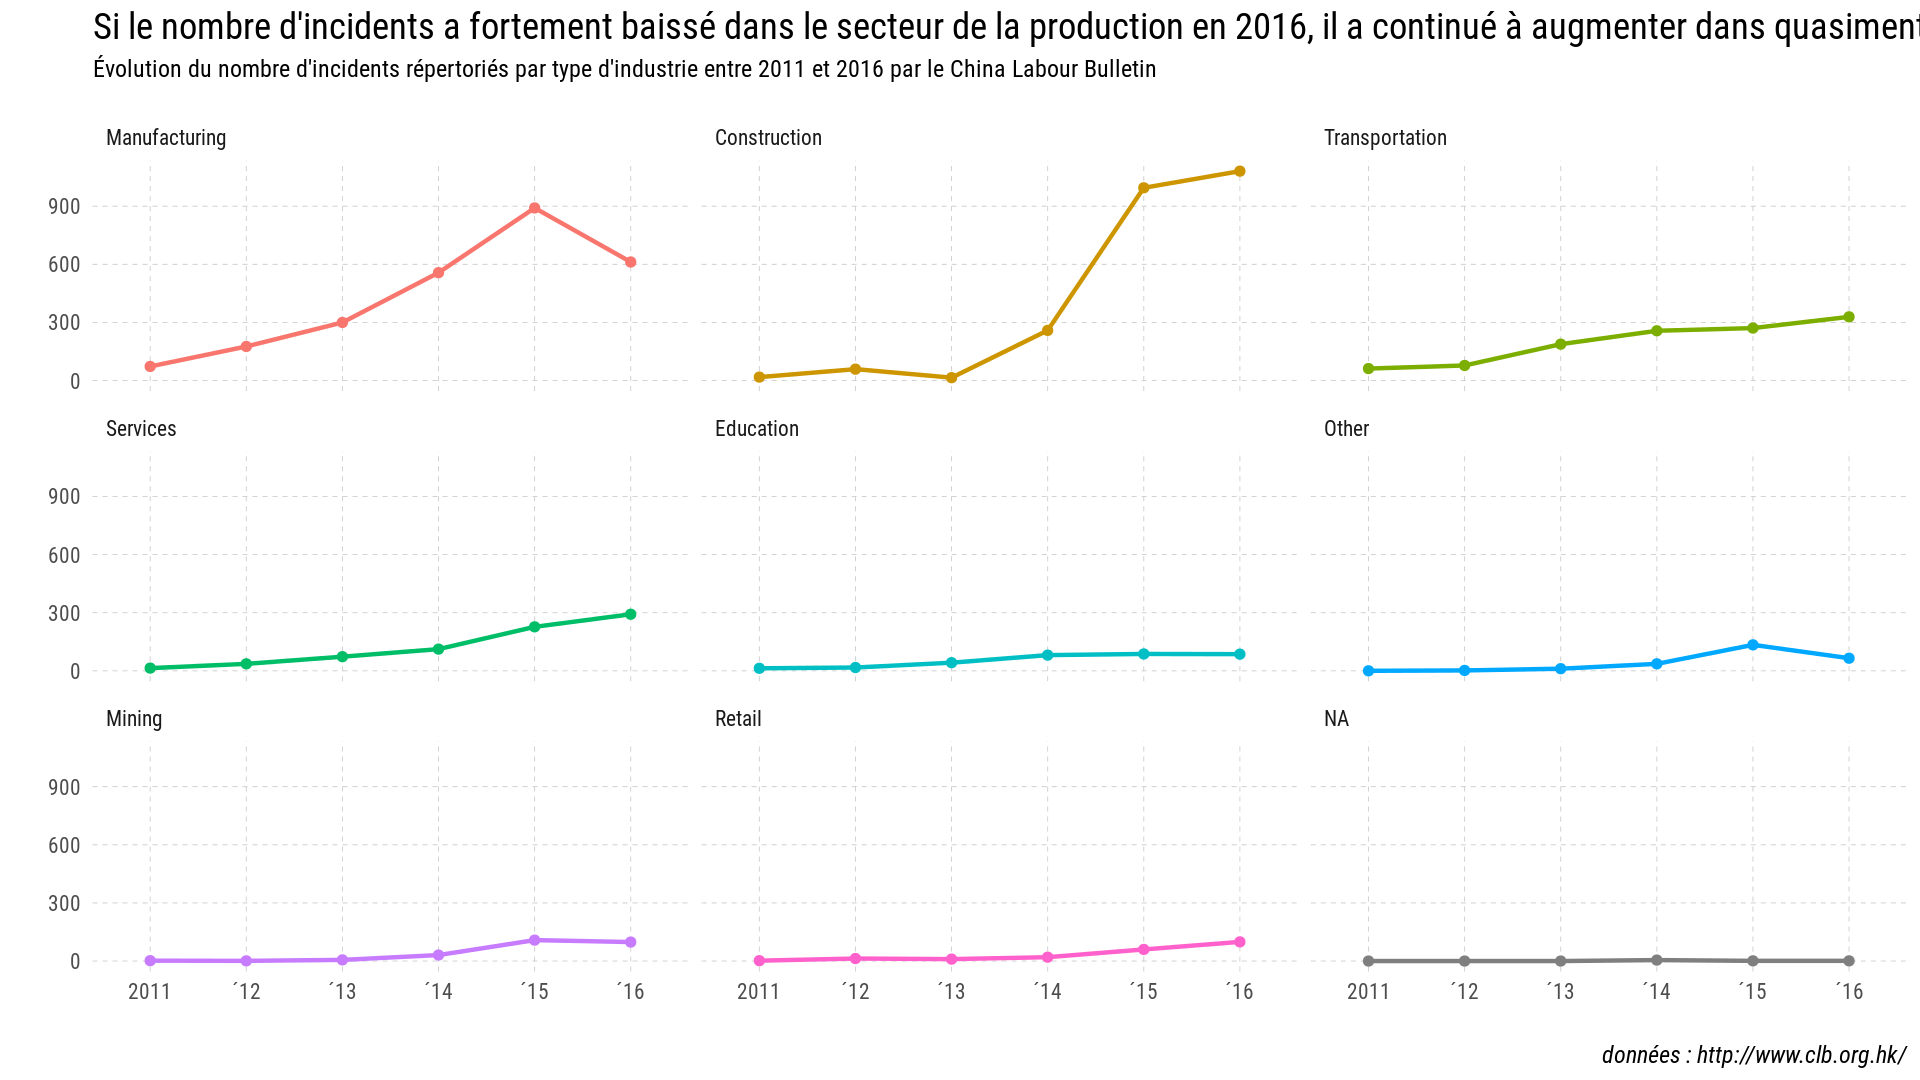 Si le nombre d'incidents a fortement baissé dans le secteur de la production en 2016, il a continué à augmenter dans quasiment
Évolution du nombre d'incidents répertoriés par type d'industrie entre 2011 et 2016 par le China Labour Bulletin
Manufacturing Construction Transportation
900
600
300
0
Services Education Other
900
600
300
0
Mining Retail NA
900
600
300
0
2011 ´12 ´13 ´14 ´15 ´16 2011 ´12 ´13 ´14 ´15 ´16 2011 ´12 ´13 ´14 ´15 ´16
données : http://www.clb.org.hk/